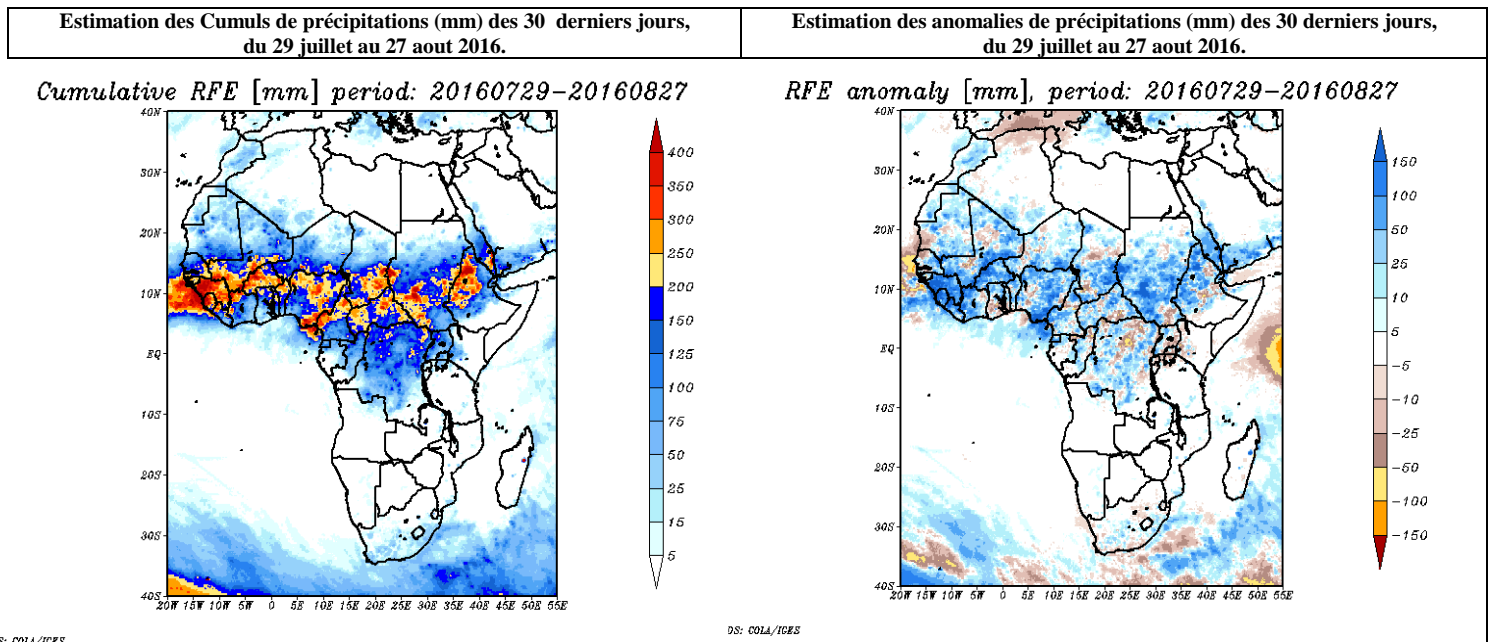 Estimation des Cumuls de précipitations (mm) des 30 derniers jours,
du 29 juillet au 27 aout 2016.
Estimation des anomalies de précipitations (mm) des 30 derniers jours,
du 29 juillet au 27 aout 2016.
Cumulative RFE [mm] period: 20160729-20160827
40N
30N
20N
10N
EQ
10S
20S
30S
40S
20W 15W 10W 5W 0 5E 10E 15E 20E 25E 30E 35E 40E 45E 50E 55E
400
350
300
250
200
150
125
100
75
50
25
15
5
S: COLA/IGES
RFE anomaly [mm], period: 20160729-20160827
40N
30N
20N
10N
EQ
10S
20S
30S
40S
20W 15W 10W 5W 0 5E 10E 15E 20E 25E 30E 35E 40E 45E 50E 55E
150
100
50
25
10
5
-5
-10
-25
-50
-100
-150
DS: COLA/IGES